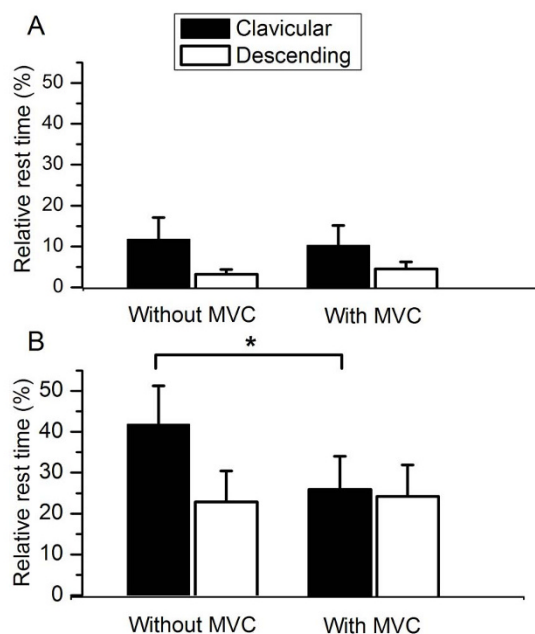 A
Clavicular
Descending
Relative rest time (%)
50
40
30
20
10
0
Without MVC
With MVC
B
*
Relative rest time (%)
50
40
30
20
10
0
Without MVC
With MVC